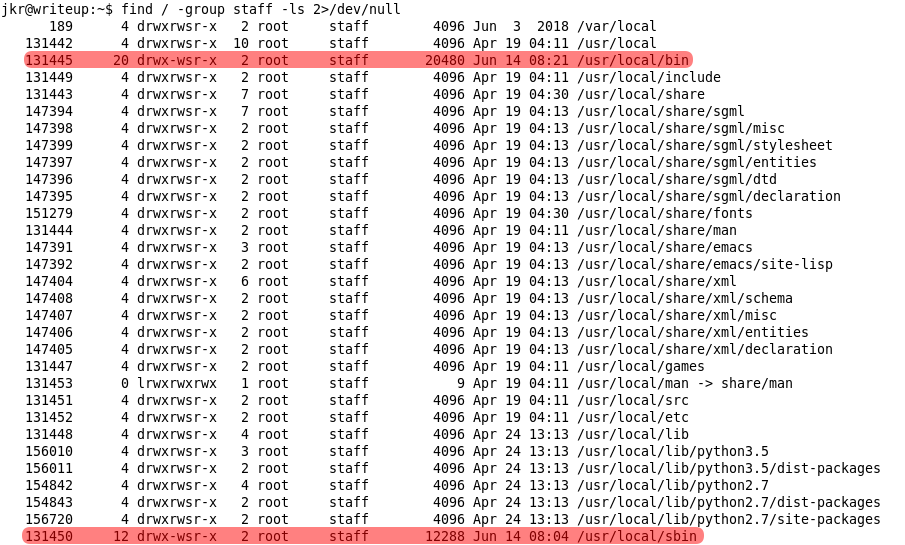 jkr@writeup:~$ find / -group staff -ls 2>/dev/null
189 4 drwxrwsr-x 2 root staff 4096 Jun 3 2018 /var/local
131442 4 drwxrwsr-x 10 root staff 4096 Apr 19 04:11 /usr/local
131445 20 drwx-wsr-x 2 root staff 20480 Jun 14 08:21 /usr/local/bin
131449 4 drwxrwsr-x 2 root staff 4096 Apr 19 04:11 /usr/local/include
131443 4 drwxrwsr-x 7 root staff 4096 Apr 19 04:30 /usr/local/share
147394 4 drwxrwsr-x 7 root staff 4096 Apr 19 04:13 /usr/local/share/sgml
147398 4 drwxrwsr-x 2 root staff 4096 Apr 19 04:13 /usr/local/share/sgml/misc
147399 4 drwxrwsr-x 2 root staff 4096 Apr 19 04:13 /usr/local/share/sgml/stylesheet
147397 4 drwxrwsr-x 2 root staff 4096 Apr 19 04:13 /usr/local/share/sgml/entities
147396 4 drwxrwsr-x 2 root staff 4096 Apr 19 04:13 /usr/local/share/sgml/dtd
147395 4 drwxrwsr-x 2 root staff 4096 Apr 19 04:13 /usr/local/share/sgml/declaration
151279 4 drwxrwsr-x 2 root staff 4096 Apr 19 04:30 /usr/local/share/fonts
131444 4 drwxrwsr-x 2 root staff 4096 Apr 19 04:11 /usr/local/share/man
147391 4 drwxrwsr-x 3 root staff 4096 Apr 19 04:13 /usr/local/share/emacs
147392 4 drwxrwsr-x 2 root staff 4096 Apr 19 04:13 /usr/local/share/emacs/site-lisp
147404 4 drwxrwsr-x 6 root staff 4096 Apr 19 04:13 /usr/local/share/xml
147408 4 drwxrwsr-x 2 root staff 4096 Apr 19 04:13 /usr/local/share/xml/schema
147407 4 drwxrwsr-x 2 root staff 4096 Apr 19 04:13 /usr/local/share/xml/misc
147406 4 drwxrwsr-x 2 root staff 4096 Apr 19 04:13 /usr/local/share/xml/entities
147405 4 drwxrwsr-x 2 root staff 4096 Apr 19 04:13 /usr/local/share/xml/declaration
131447 4 drwxrwsr-x 2 root staff 4096 Apr 19 04:11 /usr/local/games
131453 0 lrwxrwxrwx 1 root staff 9 Apr 19 04:11 /usr/local/man -> share/man
131451 4 drwxrwsr-x 2 root staff 4096 Apr 19 04:11 /usr/local/src
131452 4 drwxrwsr-x 2 root staff 4096 Apr 19 04:11 /usr/local/etc
131448 4 drwxrwsr-x 4 root staff 4096 Apr 24 13:13 /usr/local/lib
156010 4 drwxrwsr-x 3 root staff 4096 Apr 24 13:13 /usr/local/lib/python3.5
156011 4 drwxrwsr-x 2 root staff 4096 Apr 24 13:13 /usr/local/lib/python3.5/dist-packages
154842 4 drwxrwsr-x 4 root staff 4096 Apr 24 13:13 /usr/local/lib/python2.7
154843 4 drwxrwsr-x 2 root staff 4096 Apr 24 13:13 /usr/local/lib/python2.7/dist-packages
156720 4 drwxrwsr-x 2 root staff 4096 Apr 24 13:13 /usr/local/lib/python2.7/site-packages
131450 12 drwx-wsr-x 2 root staff 12288 Jun 14 08:04 /usr/local/sbin